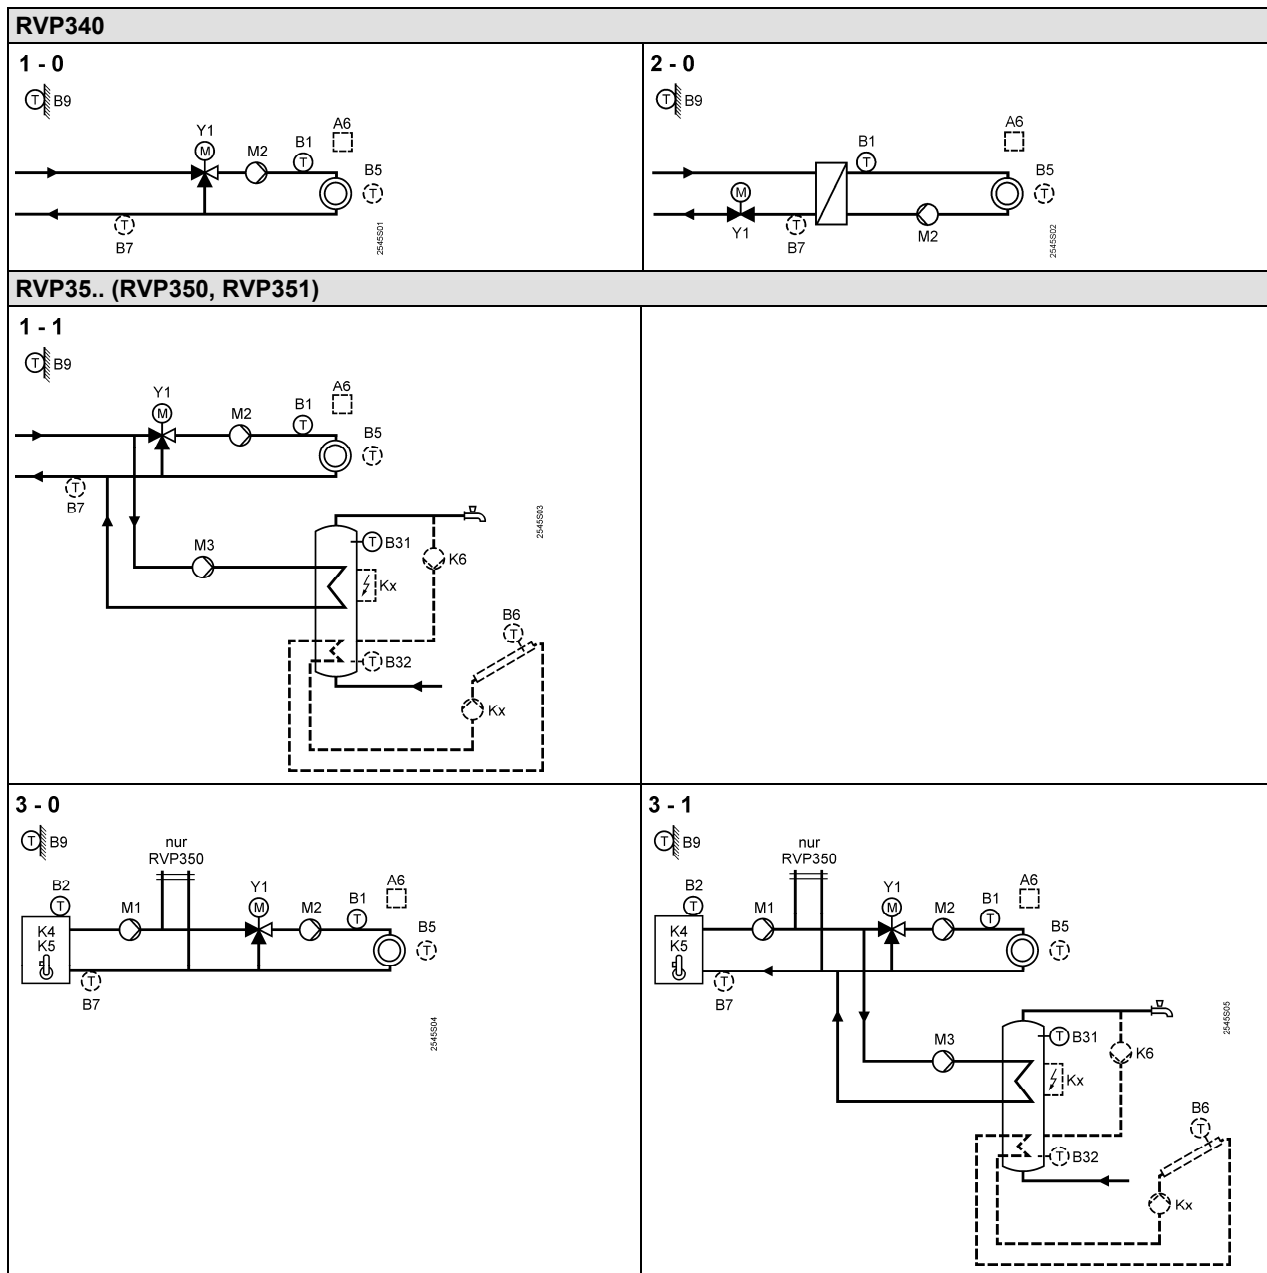 RVP340
1 - 0
T B9
Y1
M
M2
B1
T
A6
B5
T
T
B7
2545S01
2 - 0
T B9
B1
T
A6
B5
T
M
Y1
T
B7
M2
2545S02
RVP35.. (RVP350, RVP351)
1 - 1
T B9
Y1
M
M2
B1
T
A6
B5
T
T
B7
M3
T B31
K6
Kx
B6
T
T B32
Kx
2545S03
3 - 0
T B9
nur
RVP350
B2
T
K4
K5
M1
Y1
M
M2
B1
T
A6
B5
T
T
B7
2545S04
3 - 1
T B9
nur
RVP350
B2
T
K4
K5
M1
Y1
M
M2
B1
T
A6
B5
T
T
B7
M3
T B31
K6
Kx
B6
T
T B32
Kx
2545S05